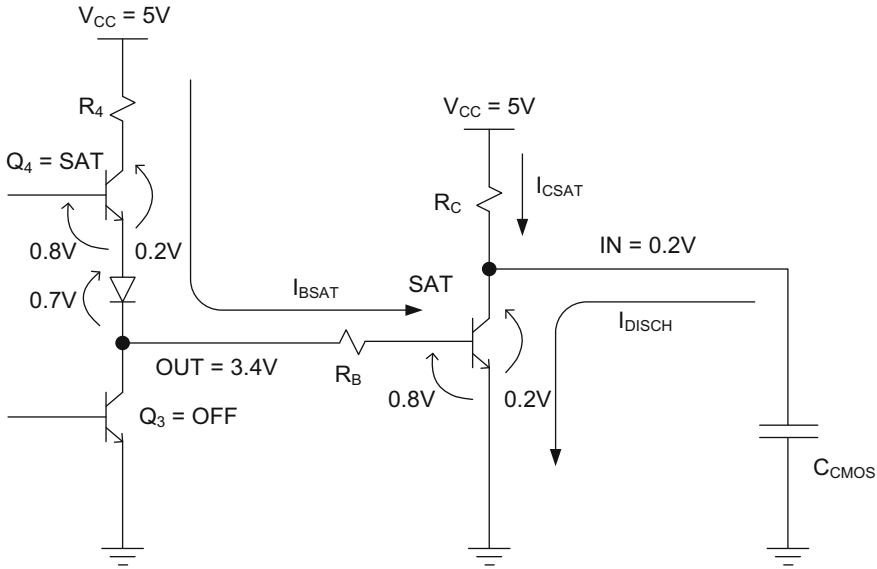 V_CC = 5V
R_4
V_CC = 5V
Q_4 = SAT
I_CSAT
R_C
0.8V
0.2V
IN = 0.2V
0.7V
I_BSAT
SAT
I_DISCH
OUT = 3.4V
R_B
0.8V
0.2V
Q_3 = OFF
C_CMOS